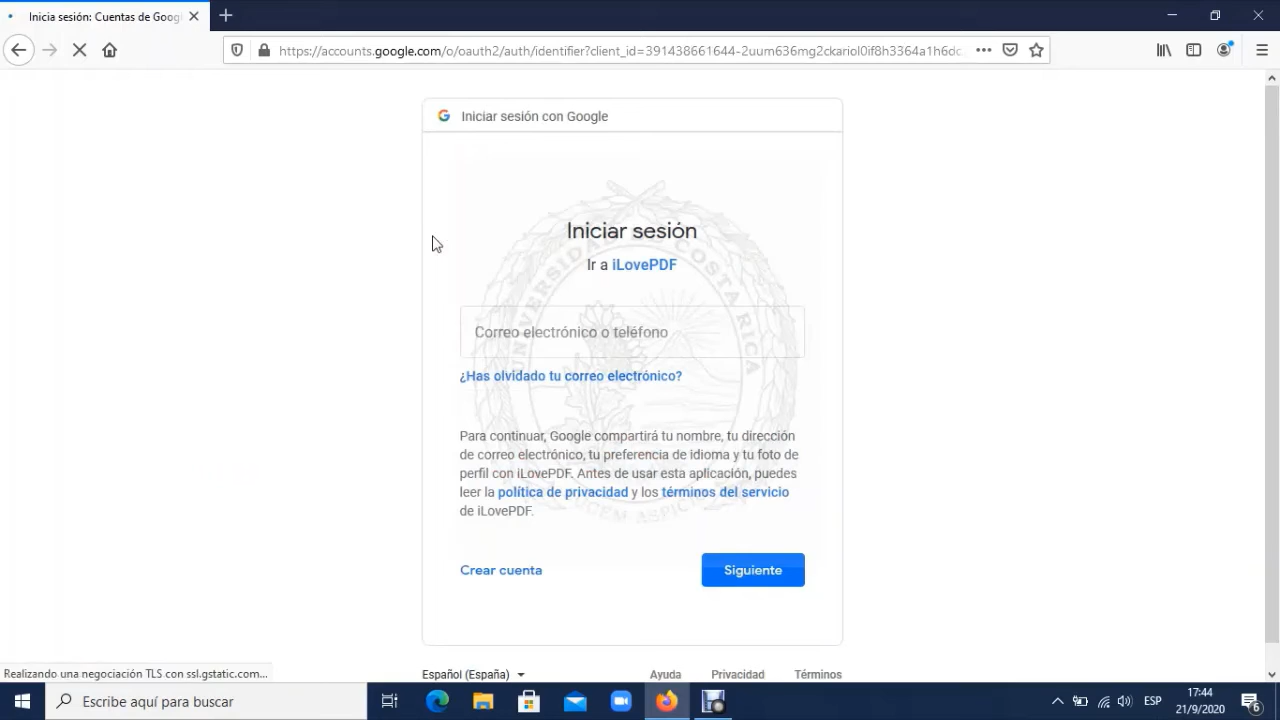 Inicia sesión: Cuentas de Goog
https://accounts.google.com/o/oauth2/auth/identifier?client_id=391438661644-2uum636mg2ckariol0if8h3364a1h6dc
Iniciar sesión con Google
Iniciar sesión
Ir a iLovePDF
UNIVERSIDAD DE COSTA RICA
Correo electrónico o teléfono
¿Has olvidado tu correo electrónico?
Para continuar, Google compartirá tu nombre, tu dirección
de correo electrónico, tu preferencia de idioma y tu foto de
perfil con iLovePDF. Antes de usar esta aplicación, puedes
leer la política de privacidad y los términos del servicio
de iLovePDF.
Crear cuenta
Siguiente
Realizando una negociación TLS con ssl.gstatic.com...
Español (España)
Ayuda
Privacidad
Términos
Escribe aquí para buscar
ESP
17:44
21/9/2020
6